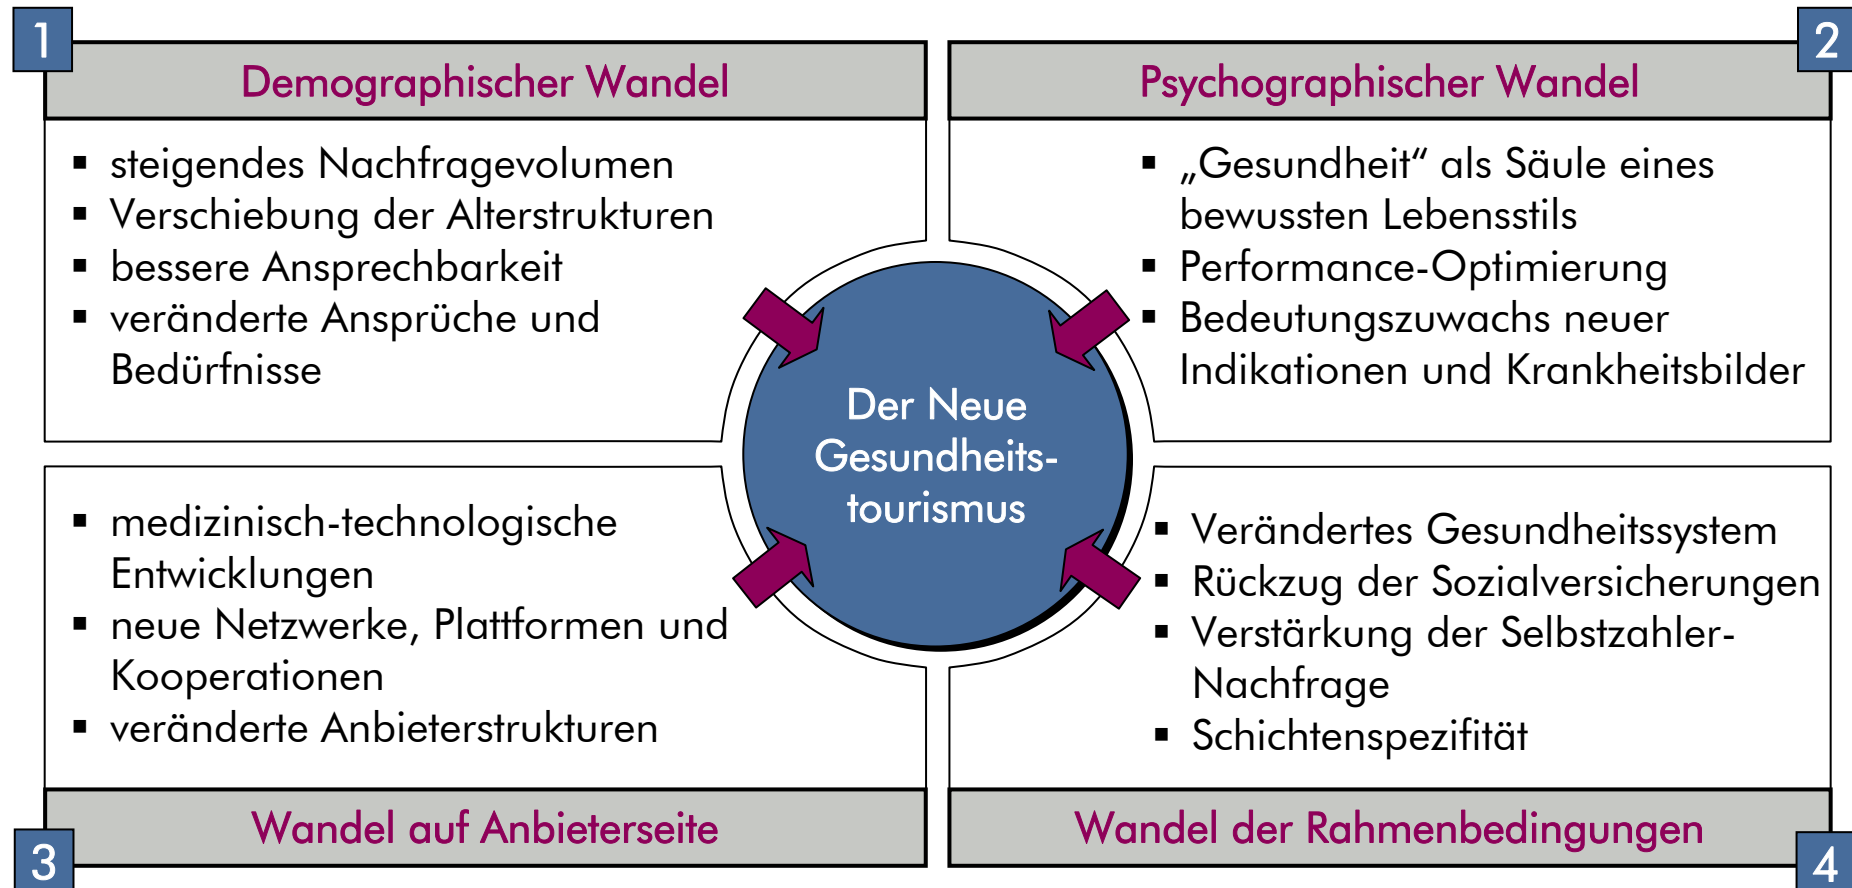 1
Demographischer Wandel
▪ steigendes Nachfragevolumen
▪ Verschiebung der Alterstrukturen
▪ bessere Ansprechbarkeit
▪ veränderte Ansprüche und
Bedürfnisse
2
Psychographischer Wandel
▪ „Gesundheit“ als Säule eines
bewussten Lebensstils
▪ Performance-Optimierung
▪ Bedeutungszuwachs neuer
Indikationen und Krankheitsbilder
Der Neue
Gesundheits-
tourismus
▪ medizinisch-technologische
Entwicklungen
▪ neue Netzwerke, Plattformen und
Kooperationen
▪ veränderte Anbieterstrukturen
Wandel auf Anbieterseite
3
▪ Verändertes Gesundheitssystem
▪ Rückzug der Sozialversicherungen
▪ Verstärkung der Selbstzahler-
Nachfrage
▪ Schichtenspezifität
Wandel der Rahmenbedingungen
4